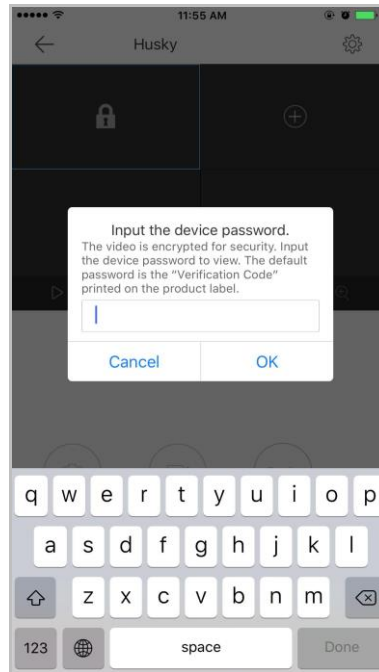 11:55 AM
Husky
Input the device password.
The video is encrypted for security. Input
the device password to view. The default
password is the “Verification Code”
printed on the product label.
Cancel OK
q w e r t y u i o p
a s d f g h j k l
z x c v b n m
123 space Done